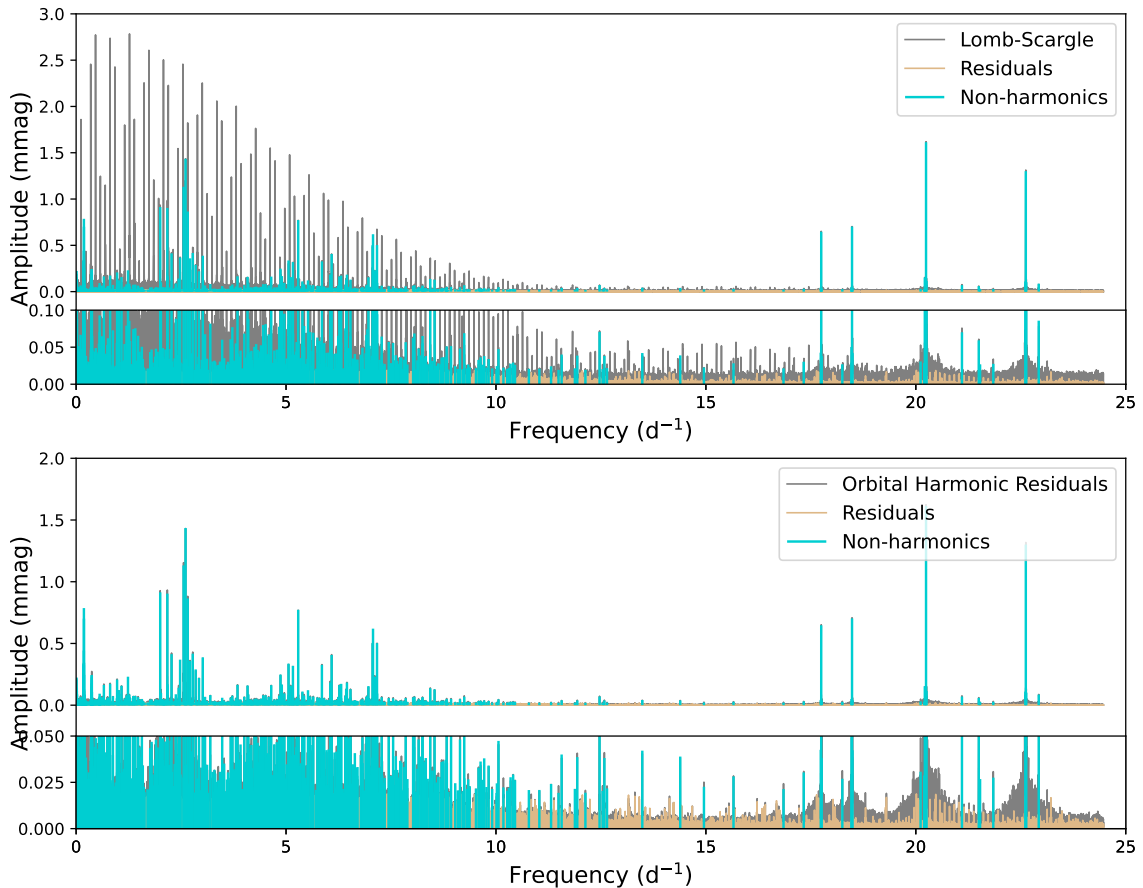 3.0
2.5
2.0
1.5
1.0
0.5
0.0
Amplitude (mmag)
Lomb-Scargle
Residuals
Non-harmonics
0.10
0.05
0.00
0 5 10 15 20 25
Frequency (d⁻¹)
2.0
1.5
1.0
0.5
0.0
Amplitude (mmag)
Orbital Harmonic Residuals
Residuals
Non-harmonics
0.050
0.025
0.000
0 5 10 15 20 25
Frequency (d⁻¹)